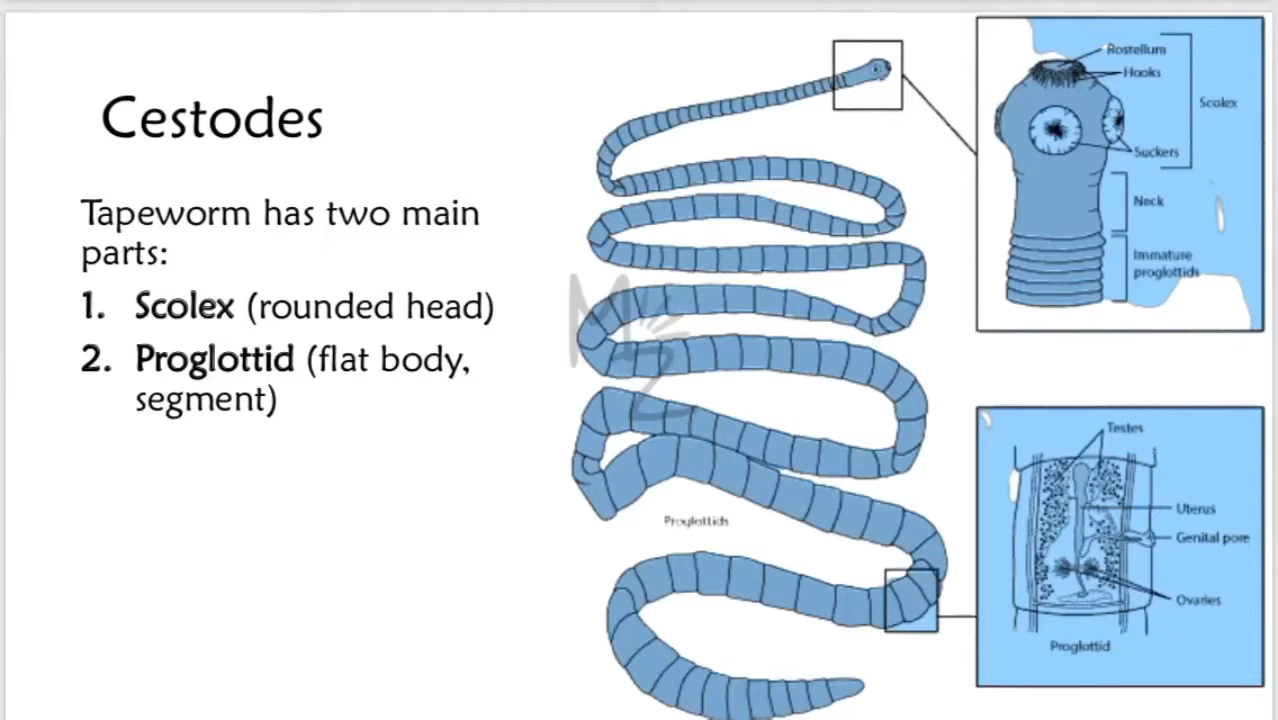 Cestodes
Tapeworm has two main
parts:
1. Scolex (rounded head)
2. Proglottid (flat body,
segment)
Rostellum
Hooks
Scolex
Suckers
Neck
Immature
proglottids
Proglottids
Testes
Uterus
Genital pore
Ovaries
Proglottid